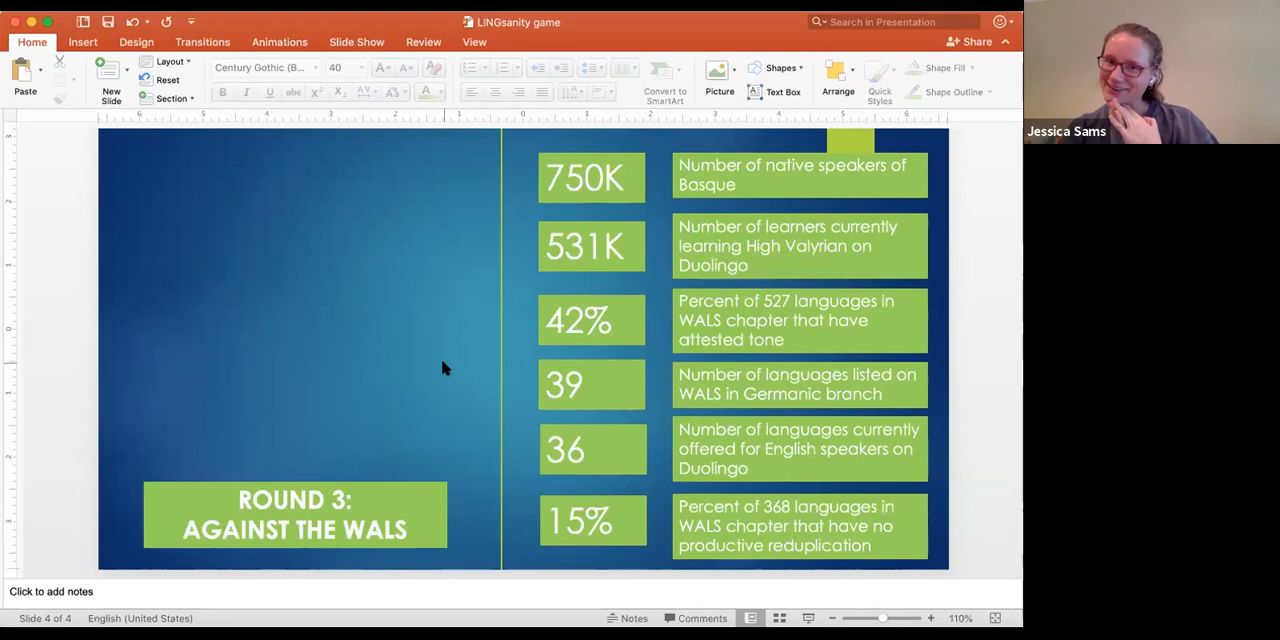 LINGsanity game
Search in Presentation
Home
Insert
Design
Transitions
Animations
Slide Show
Review
View
Share
Paste
New
Slide
Layout
Reset
Section
Century Gothic (B...
40
Convert to
SmartArt
Picture
Shapes
Text Box
Arrange
Quick
Styles
Shape Fill
Shape Outline
Jessica Sams
750K
Number of native speakers of
Basque
531K
Number of learners currently
learning High Valyrian on
Duolingo
42%
Percent of 527 languages in
WALS chapter that have
attested tone
39
Number of languages listed on
WALS in Germanic branch
36
Number of languages currently
offered for English speakers on
Duolingo
15%
Percent of 368 languages in
WALS chapter that have no
productive reduplication
ROUND 3:
AGAINST THE WALS
Click to add notes
Slide 4 of 4
English (United States)
Notes
Comments
110%